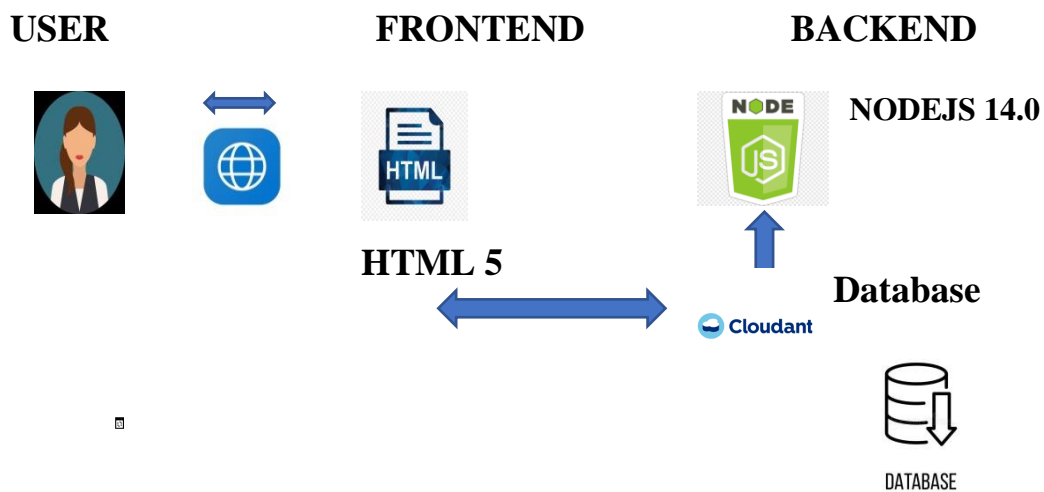 USER FRONTEND BACKEND
NODE
NODEJS 14.0
JS
HTML
HTML 5
Database
Cloudant
DATABASE